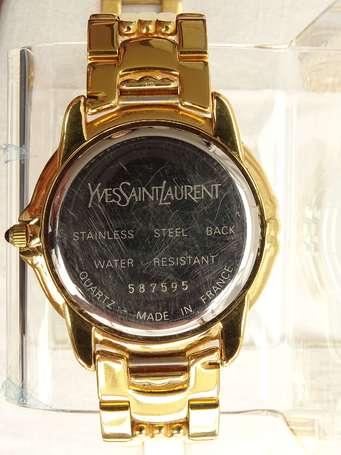 YVESSAINTLAURENT
STAINLESS STEEL BACK
WATER RESISTANT
587595
QUARTZ - MADE IN FRANCE